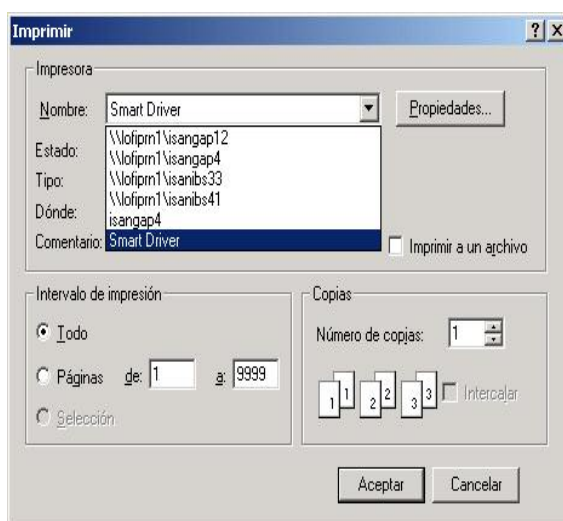 Imprimir
Impresora
Nombre: Smart Driver Propiedades...
\\lofiprn1\isangap12
Estado: \\lofiprn1\isangap4
Tipo: \\lofiprn1\isanibs33
\\lofiprn1\isanibs41
Dónde: isangap4
Comentario: Smart Driver Imprimir a un archivo
Intervalo de impresión Copias
Todo Número de copias: 1
Páginas de: 1 a: 9999
1 1 2 2 3 3 Intercalar
Selección
Aceptar Cancelar